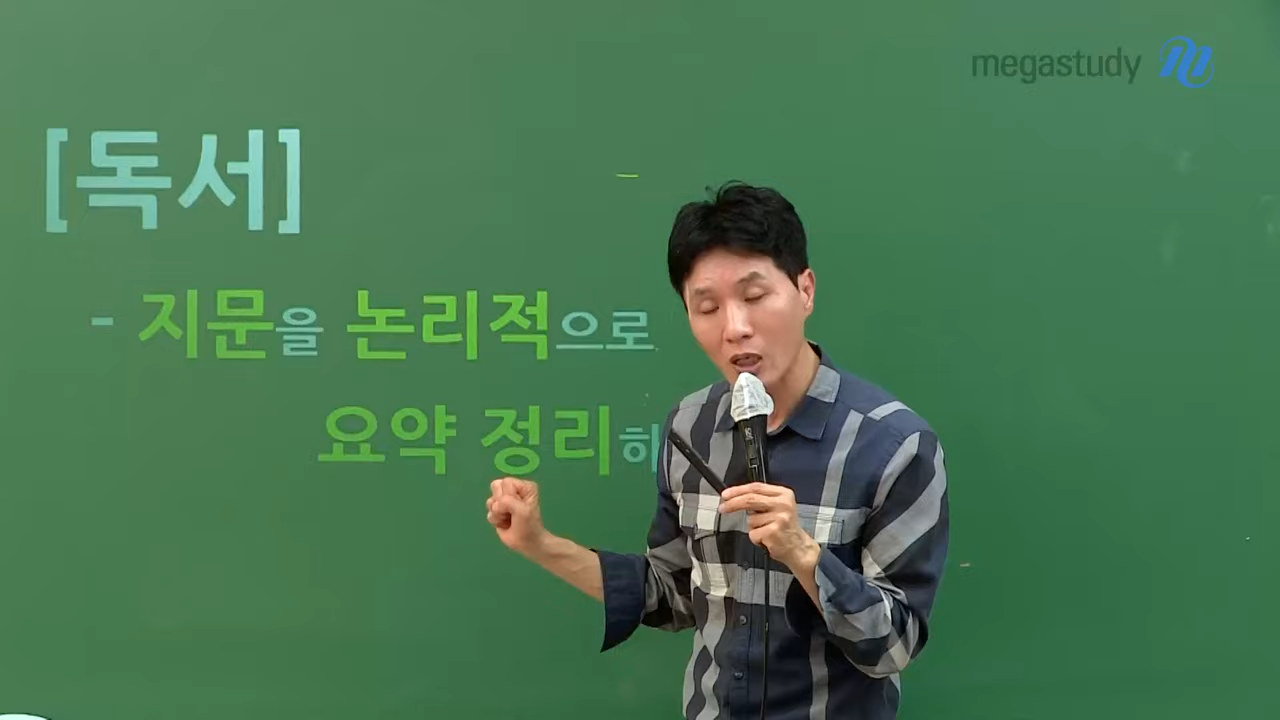 megastudy
[독서]
- 지문을 논리적으로
요약 정리하